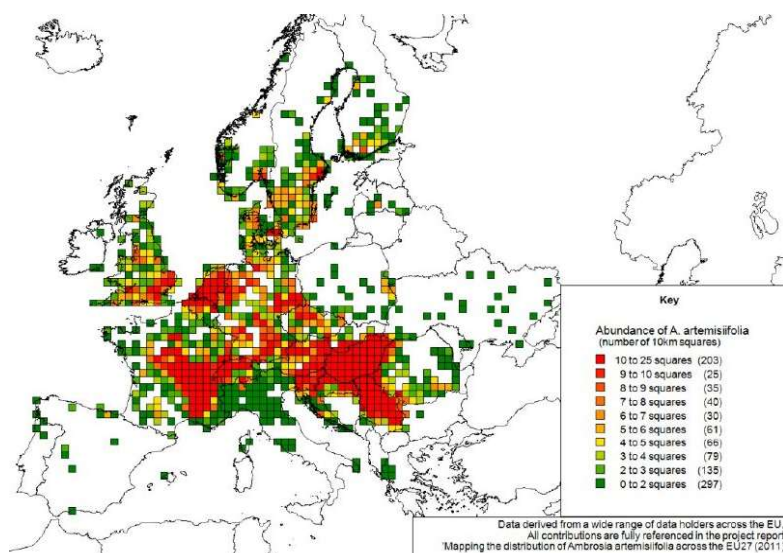 Key
Abundance of A. artemisiifolia
(number of 10km squares)
10 to 25 squares (203)
9 to 10 squares (25)
8 to 9 squares (35)
7 to 8 squares (40)
6 to 7 squares (30)
5 to 6 squares (61)
4 to 5 squares (66)
3 to 4 squares (79)
2 to 3 squares (135)
0 to 2 squares (297)
Data derived from a wide range of data holders across the EU.
All contributions are fully referenced in the project repor
"Mapping the distribution of Ambrosia artemisiifolia across the EU27 (2011